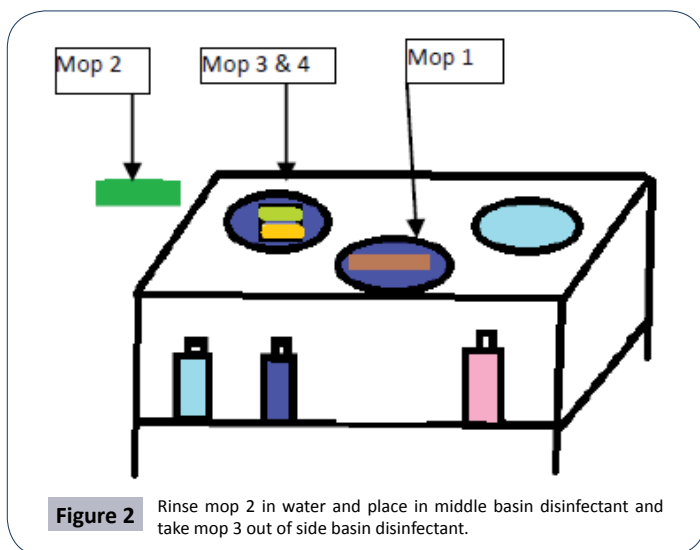 Mop 2
Mop 3 & 4
Mop 1
Figure 2
Rinse mop 2 in water and place in middle basin disinfectant and
take mop 3 out of side basin disinfectant.